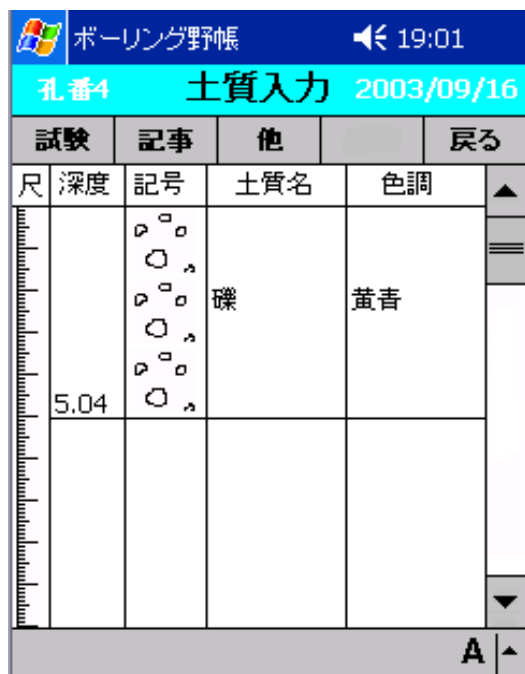 ボーリング野帳 19:01
孔番4 土質入力 2003/09/16
試験 記事 他 戻る
尺 深度 記号 土質名 色調
礫 黄青
5.04
A